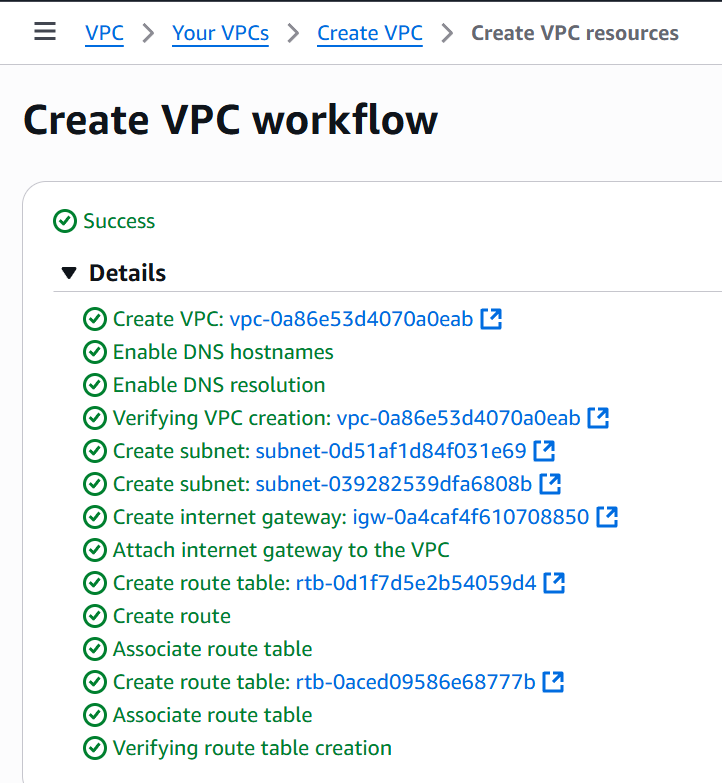 VPC > Your VPCs > Create VPC > Create VPC resources
Create VPC workflow
Success
Details
Create VPC: vpc-0a86e53d4070a0eab
Enable DNS hostnames
Enable DNS resolution
Verifying VPC creation: vpc-0a86e53d4070a0eab
Create subnet: subnet-0d51af1d84f031e69
Create subnet: subnet-039282539dfa6808b
Create internet gateway: igw-0a4caf4f610708850
Attach internet gateway to the VPC
Create route table: rtb-0d1f7d5e2b54059d4
Create route
Associate route table
Create route table: rtb-0aced09586e68777b
Associate route table
Verifying route table creation